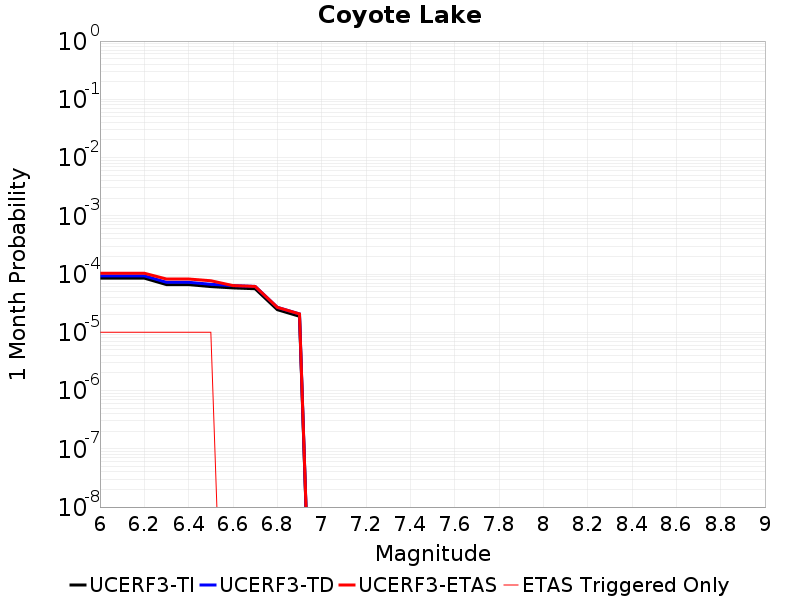 Coyote Lake
1 Month Probability
10^0
10^-1
10^-2
10^-3
10^-4
10^-5
10^-6
10^-7
10^-8
6 6.2 6.4 6.6 6.8 7 7.2 7.4 7.6 7.8 8 8.2 8.4 8.6 8.8 9
Magnitude
UCERF3-TI UCERF3-TD UCERF3-ETAS ETAS Triggered Only